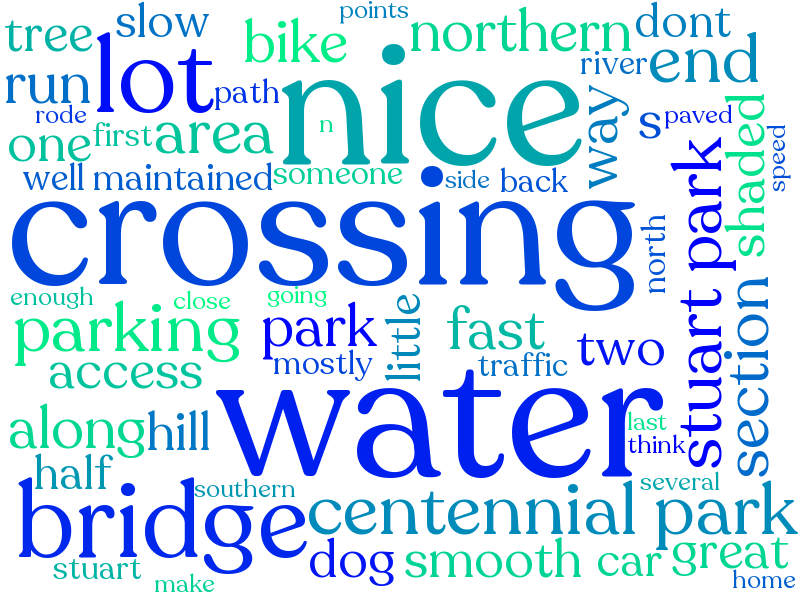 points
tree
slow
bike
northern
dont
lot
nice
river
end
run
path
rode
n
way
s
paved
one
first
area
shaded
speed
well maintained
someone
side
back
stuart park
crossing
north
enough
close
going
parking
park
little
fast
section
mostly
traffic
two
access
water
along
hill
last
think
half
southern
several
bridge
centennial park
dog
smooth
car
great
stuart
make
home